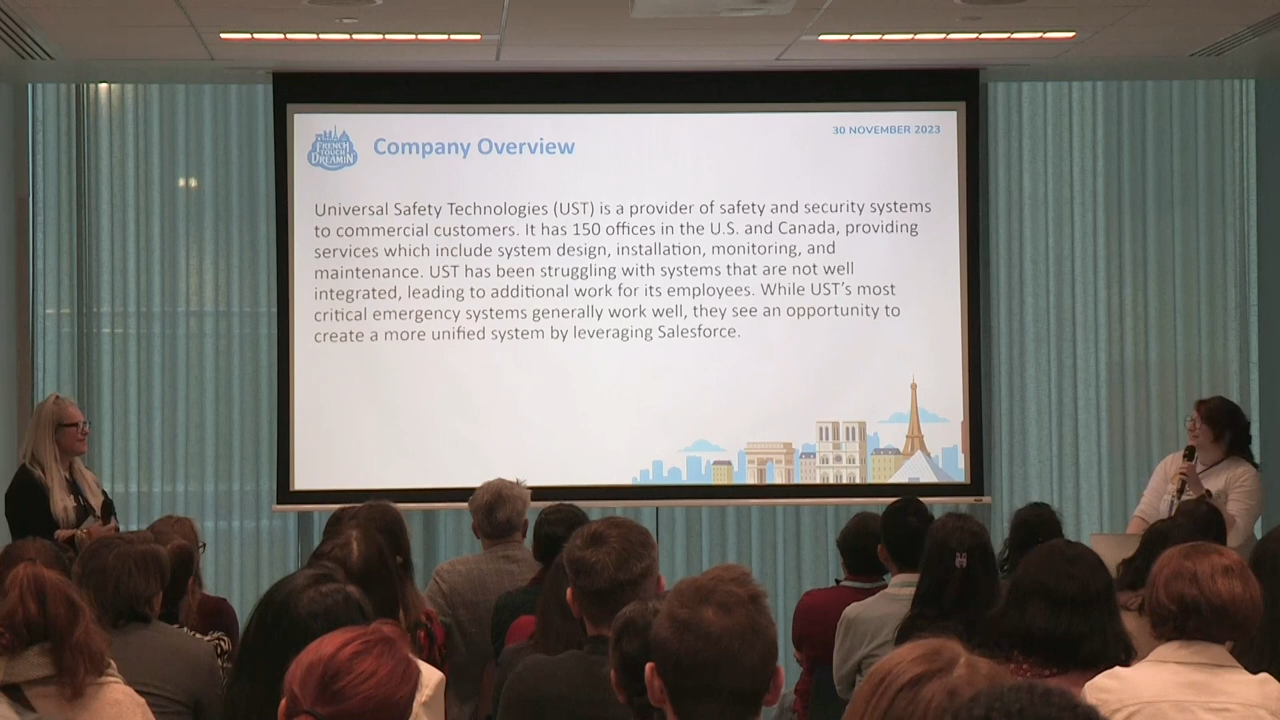 FRENCH
TOUCH
DREAMIN'
Company Overview
30 NOVEMBER 2023
Universal Safety Technologies (UST) is a provider of safety and security systems
to commercial customers. It has 150 offices in the U.S. and Canada, providing
services which include system design, installation, monitoring, and
maintenance. UST has been struggling with systems that are not well
integrated, leading to additional work for its employees. While UST's most
critical emergency systems generally work well, they see an opportunity to
create a more unified system by leveraging Salesforce.